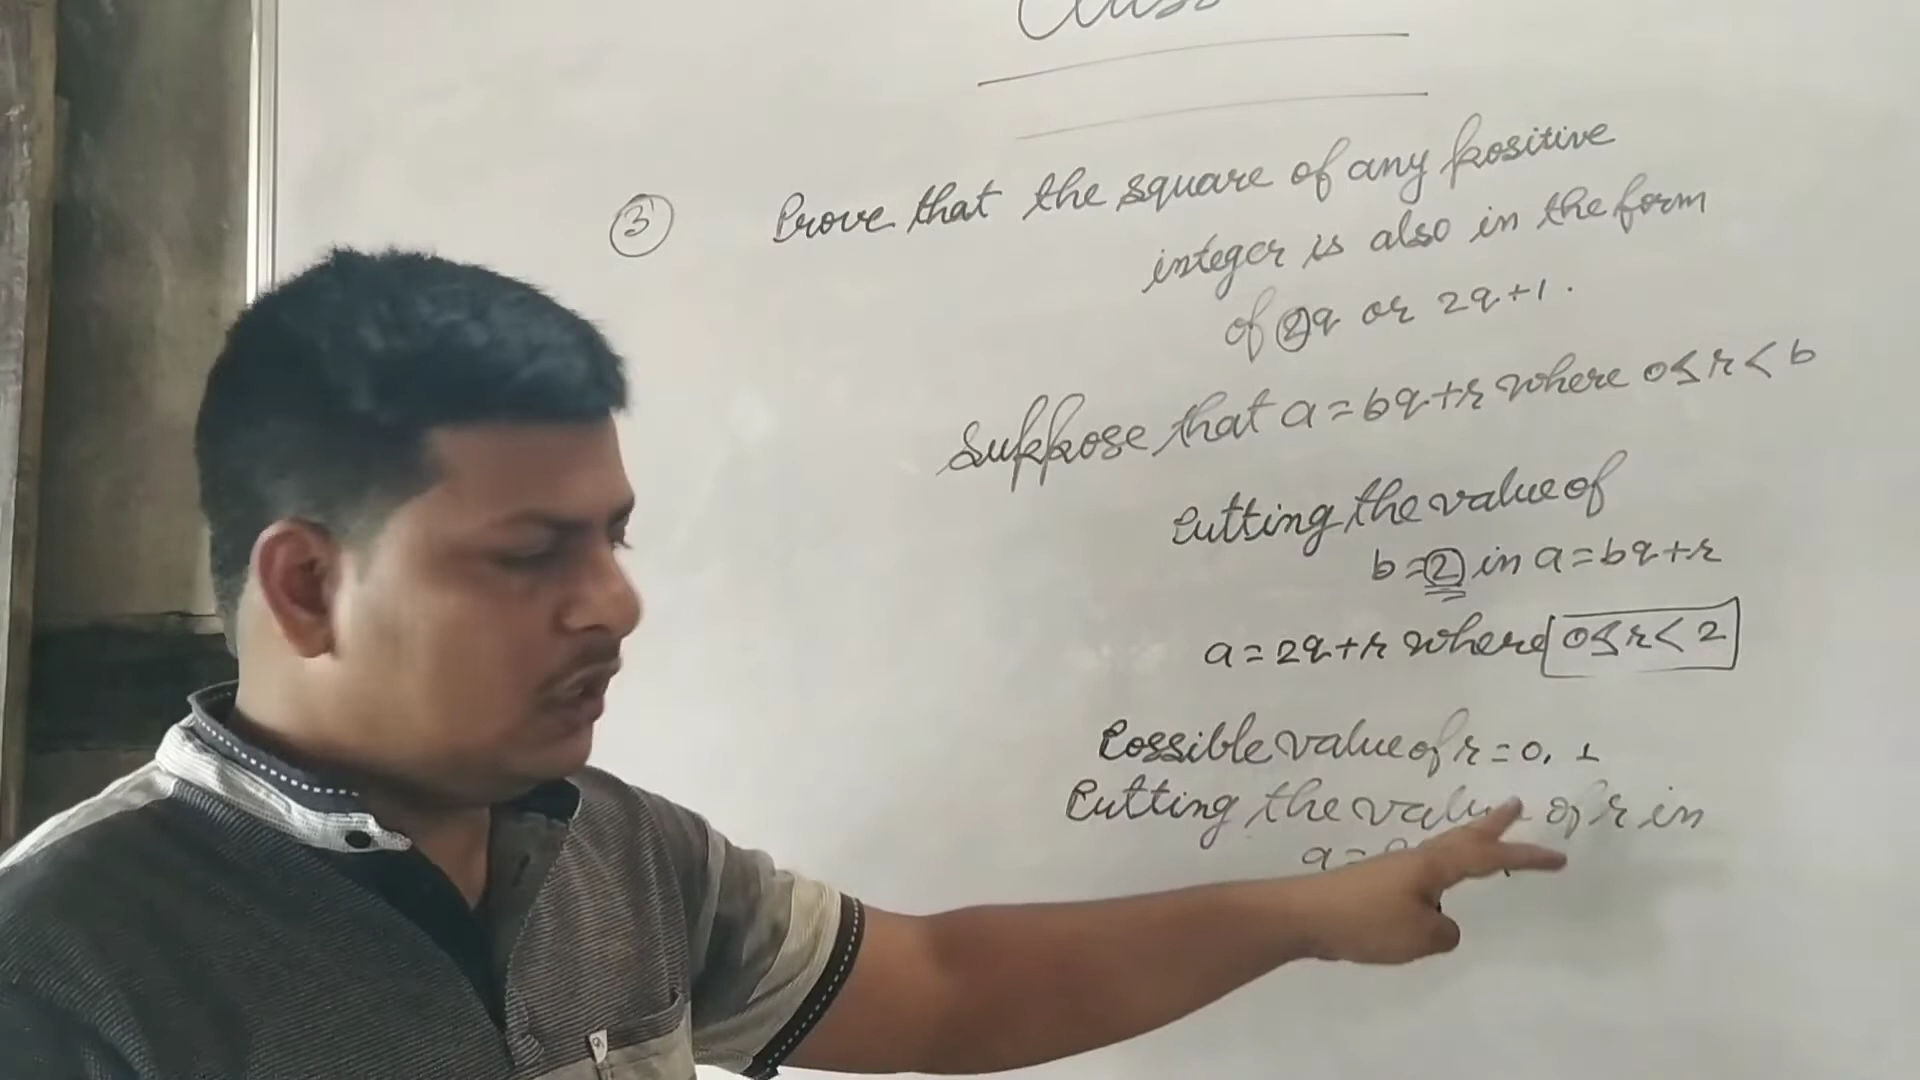 Class
3 Prove that the square of any positive
integer is also in the form
of 2q or 2q+1.
Suppose that a=bq+r where 0≤r<b
Putting the value of
b=2 in a=bq+r
a=2q+r where 0≤r<2
Possible value of r=0, 1
Putting the value of r in
a=